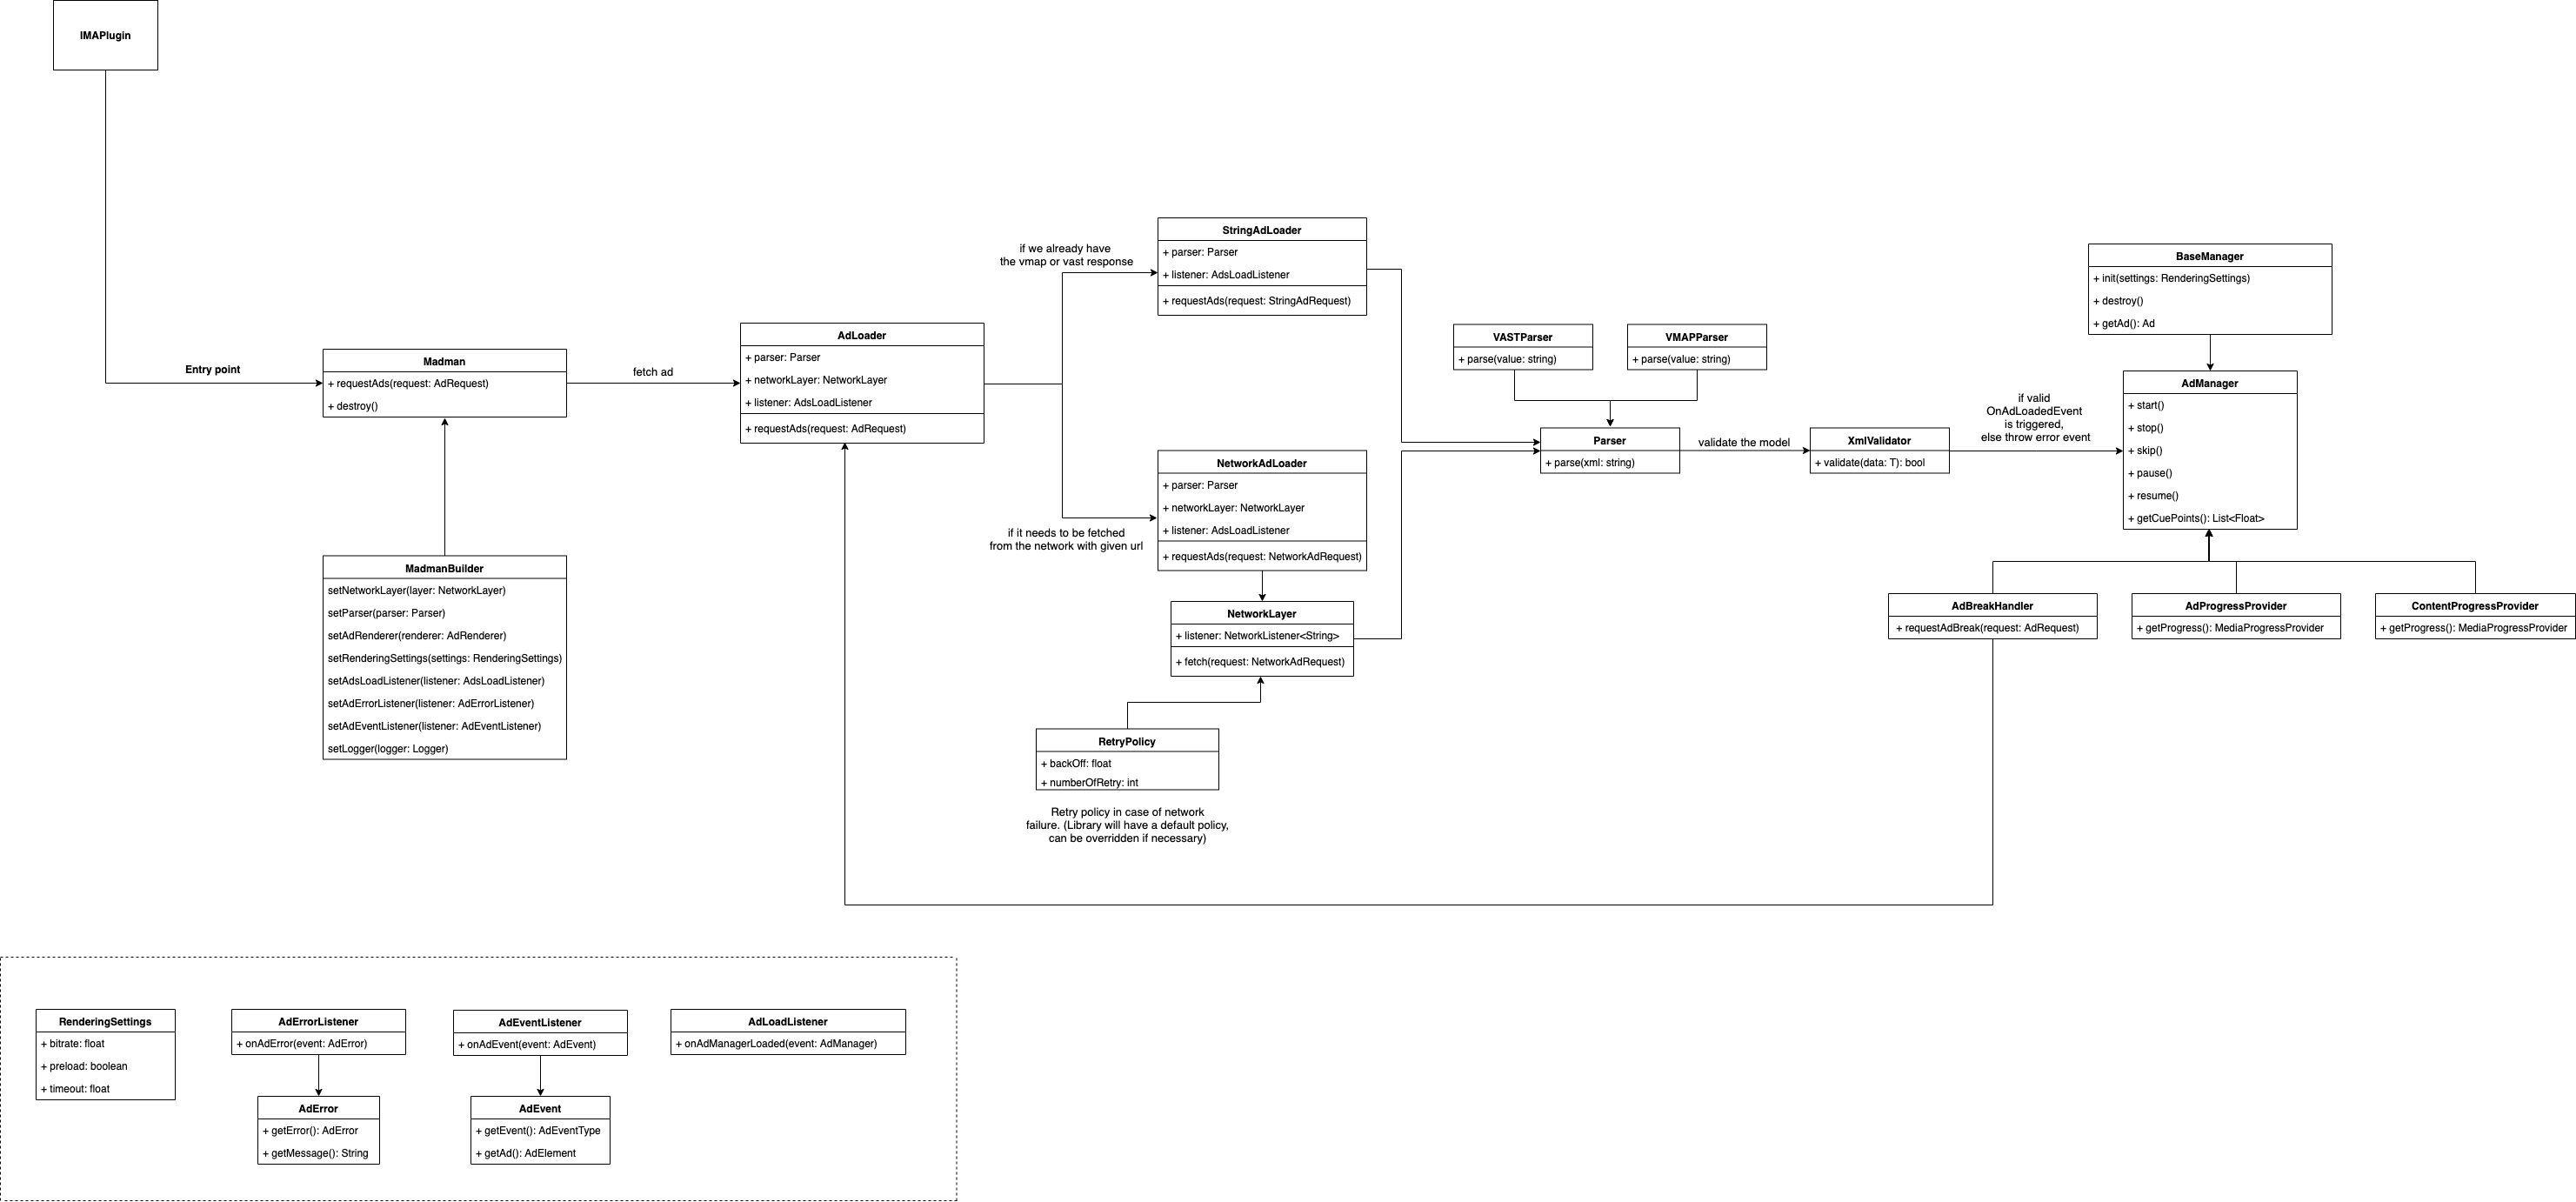 IMAPlugin
Entry point
Madman
+ requestAds(request: AdRequest)
+ destroy()
MadmanBuilder
setNetworkLayer(layer: NetworkLayer)
setParser(parser: Parser)
setAdRenderer(renderer: AdRenderer)
setRenderingSettings(settings: RenderingSettings)
setAdsLoadListener(listener: AdsLoadListener)
setAdErrorListener(listener: AdErrorListener)
setAdEventListener(listener: AdEventListener)
setLogger(logger: Logger)
fetch ad
AdLoader
+ parser: Parser
+ networkLayer: NetworkLayer
+ listener: AdsLoadListener
+ requestAds(request: AdRequest)
if we already have
the vmap or vast response
StringAdLoader
+ parser: Parser
+ listener: AdsLoadListener
+ requestAds(request: StringAdRequest)
if it needs to be fetched
from the network with given url
NetworkAdLoader
+ parser: Parser
+ networkLayer: NetworkLayer
+ listener: AdsLoadListener
+ requestAds(request: NetworkAdRequest)
NetworkLayer
+ listener: NetworkListener<String>
+ fetch(request: NetworkAdRequest)
RetryPolicy
+ backOff: float
+ numberOfRetry: int
Retry policy in case of network
failure. (Library will have a default policy,
can be overridden if necessary)
VASTParser
+ parse(value: string)
VMAPParser
+ parse(value: string)
Parser
+ parse(xml: string)
validate the model
XmlValidator
+ validate(data: T): bool
if valid
OnAdLoadedEvent
is triggered,
else throw error event
BaseManager
+ init(settings: RenderingSettings)
+ destroy()
+ getAd(): Ad
AdManager
+ start()
+ stop()
+ skip()
+ pause()
+ resume()
+ getCuePoints(): List<Float>
AdBreakHandler
+ requestAdBreak(request: AdRequest)
AdProgressProvider
+ getProgress(): MediaProgressProvider
ContentProgressProvider
+ getProgress(): MediaProgressProvider
RenderingSettings
+ bitrate: float
+ preload: boolean
+ timeout: float
AdErrorListener
+ onAdError(event: AdError)
AdError
+ getError(): AdError
+ getMessage(): String
AdEventListener
+ onAdEvent(event: AdEvent)
AdEvent
+ getEvent(): AdEventType
+ getAd(): AdElement
AdLoadListener
+ onAdManagerLoaded(event: AdManager)